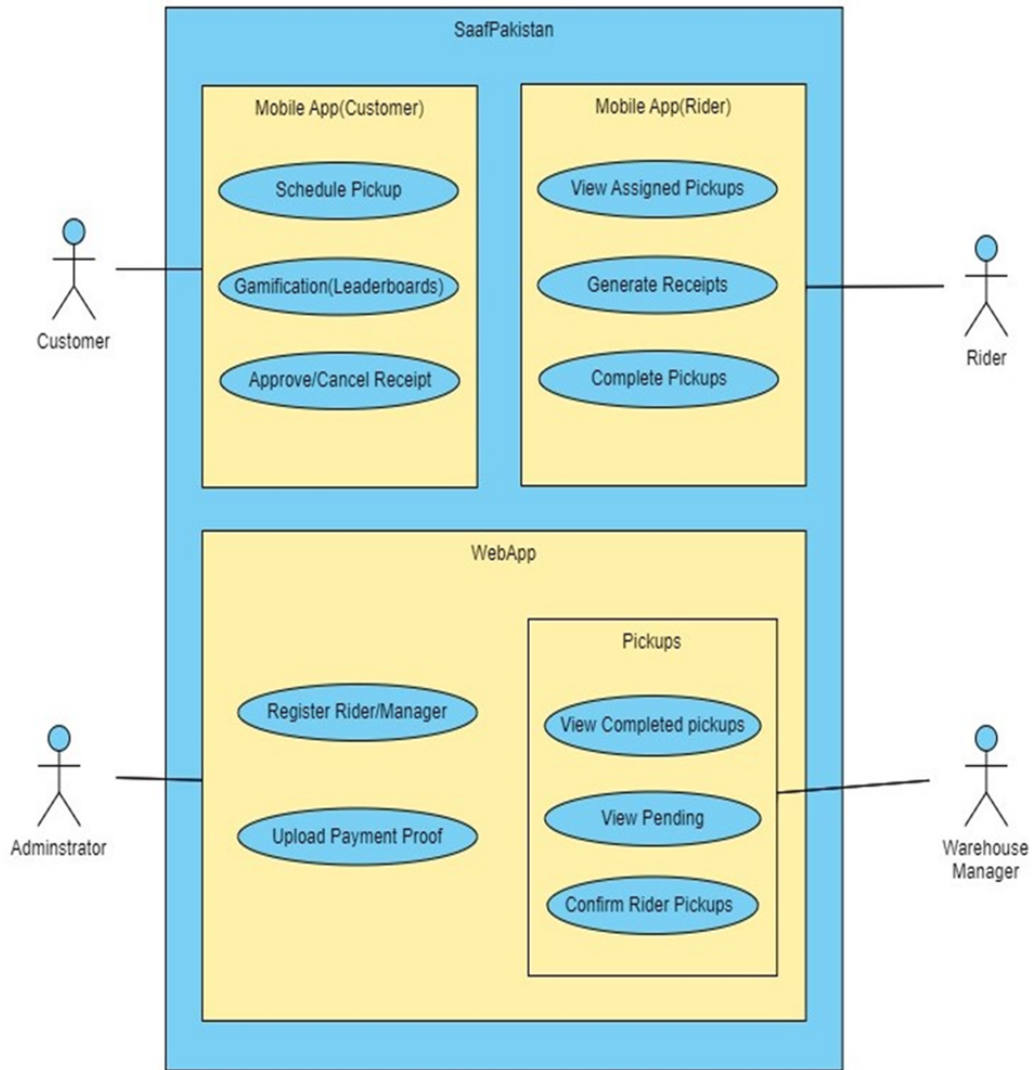 SaafPakistan
Mobile App(Customer)
Schedule Pickup
Gamification(Leaderboards)
Approve/Cancel Receipt
Mobile App(Rider)
View Assigned Pickups
Generate Receipts
Complete Pickups
Customer
Rider
WebApp
Register Rider/Manager
Upload Payment Proof
Pickups
View Completed pickups
View Pending
Confirm Rider Pickups
Adminstrator
Warehouse
Manager